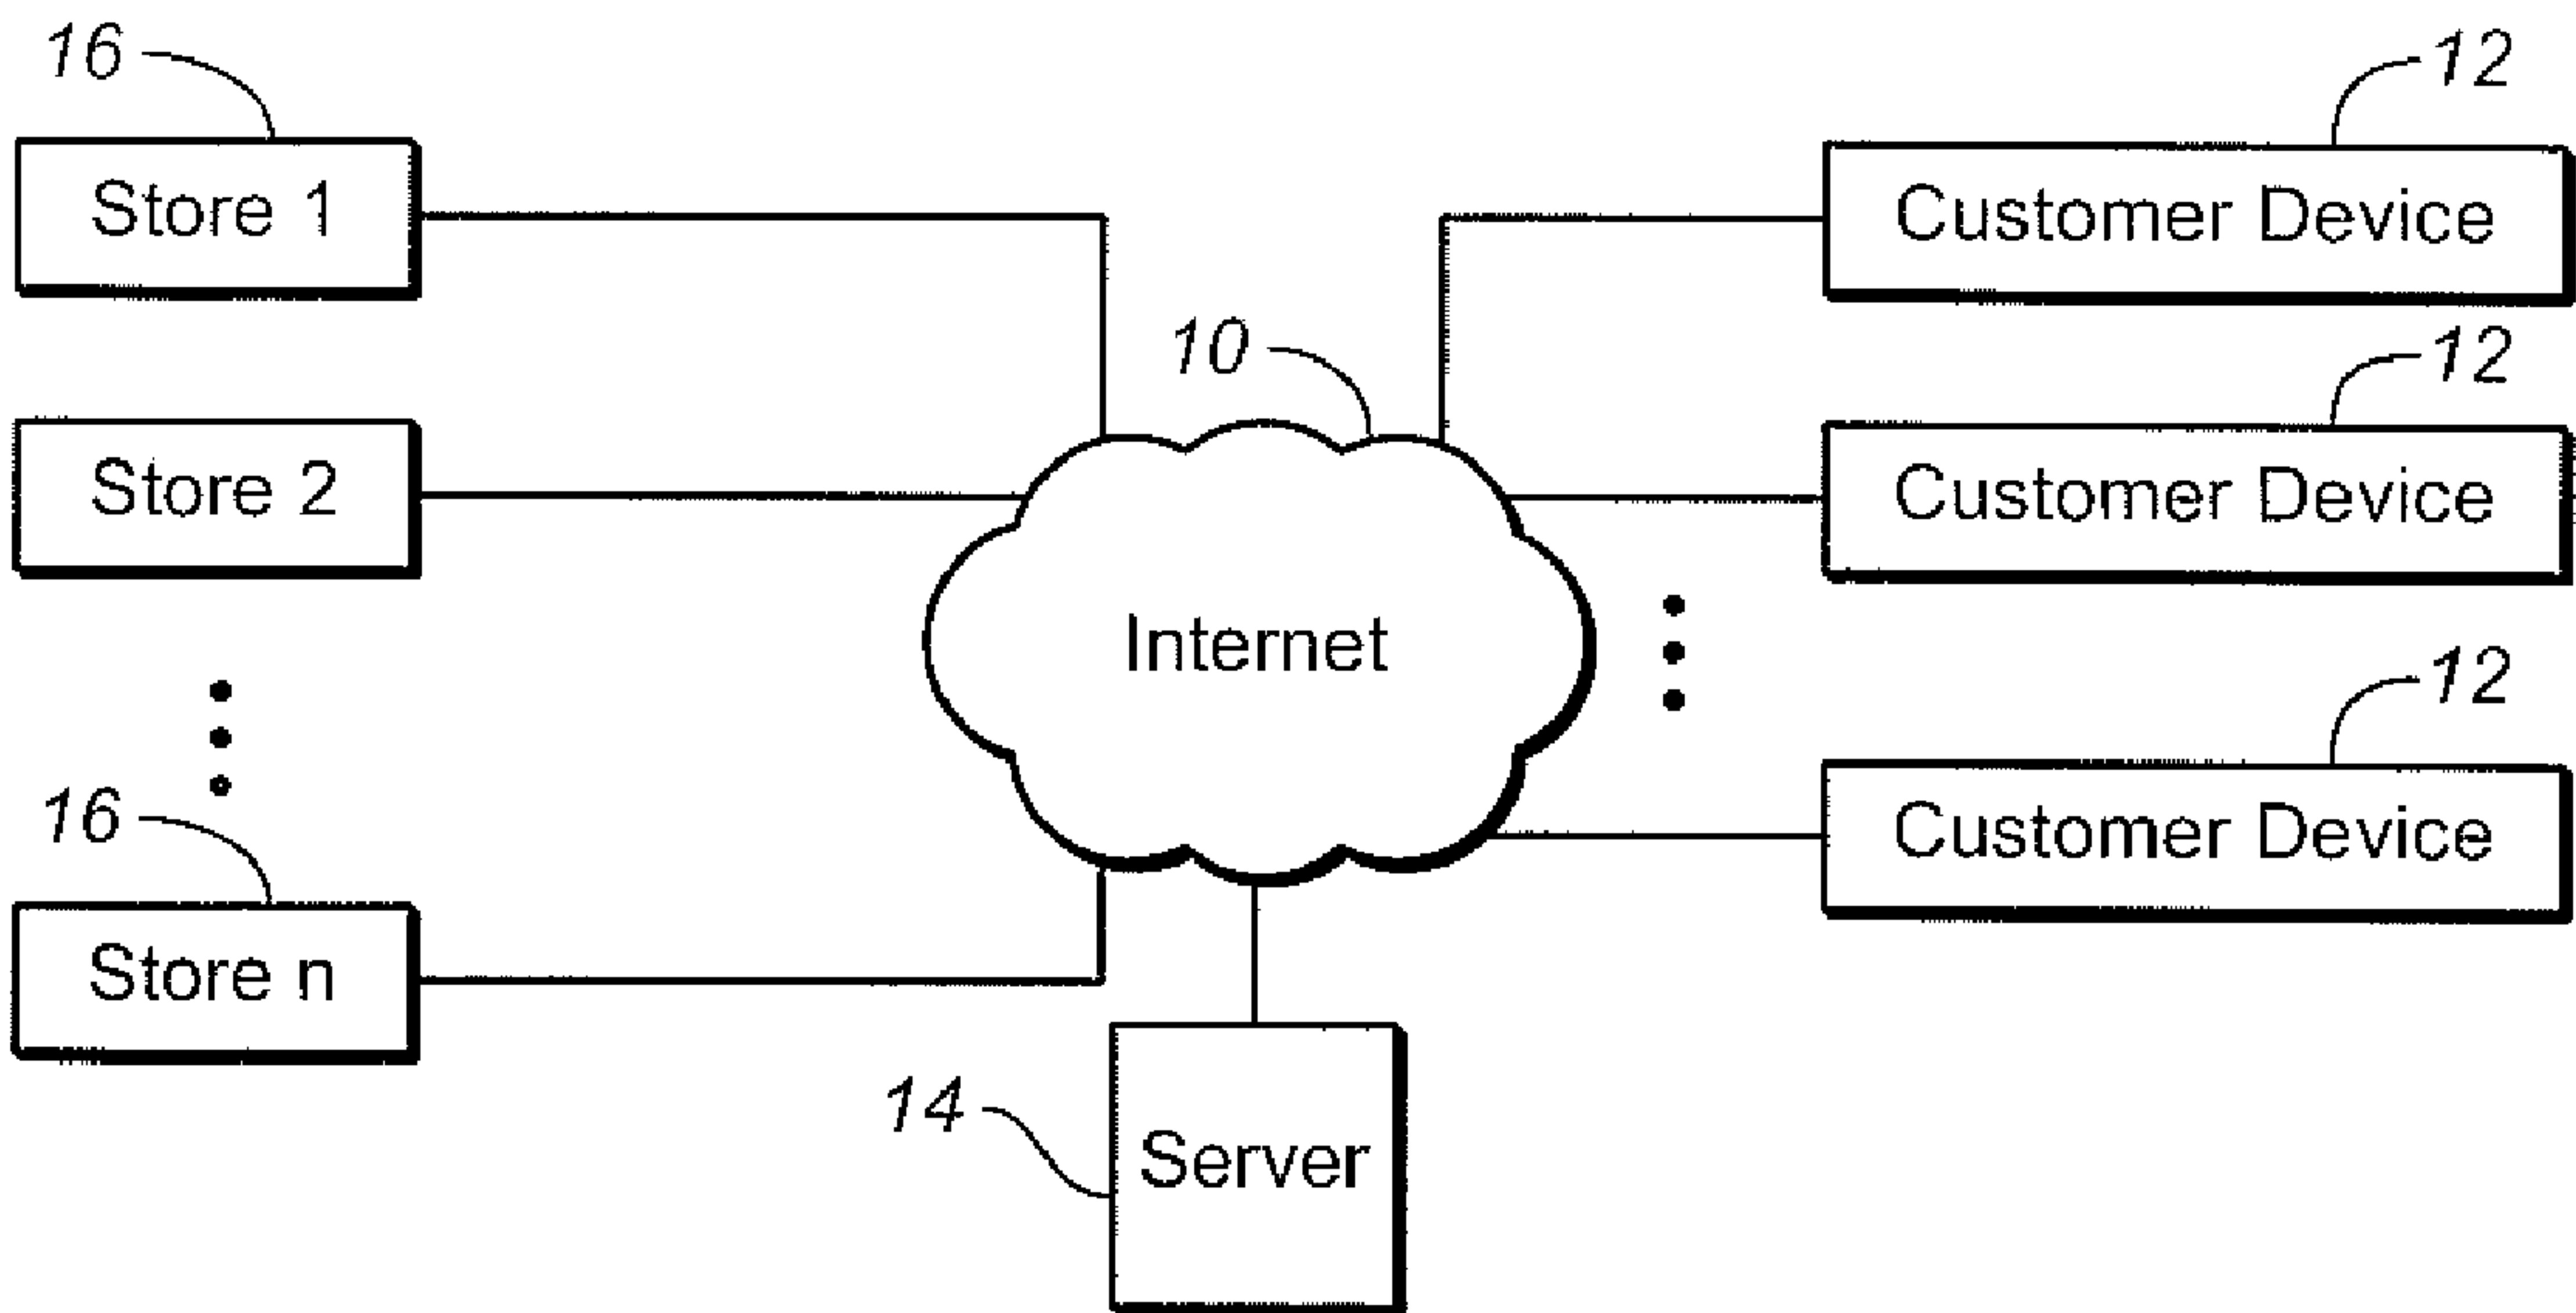 16
12
Store 1
Customer Device
10
12
Store 2
Customer Device
Internet
12
16
Customer Device
Store n
14
Server